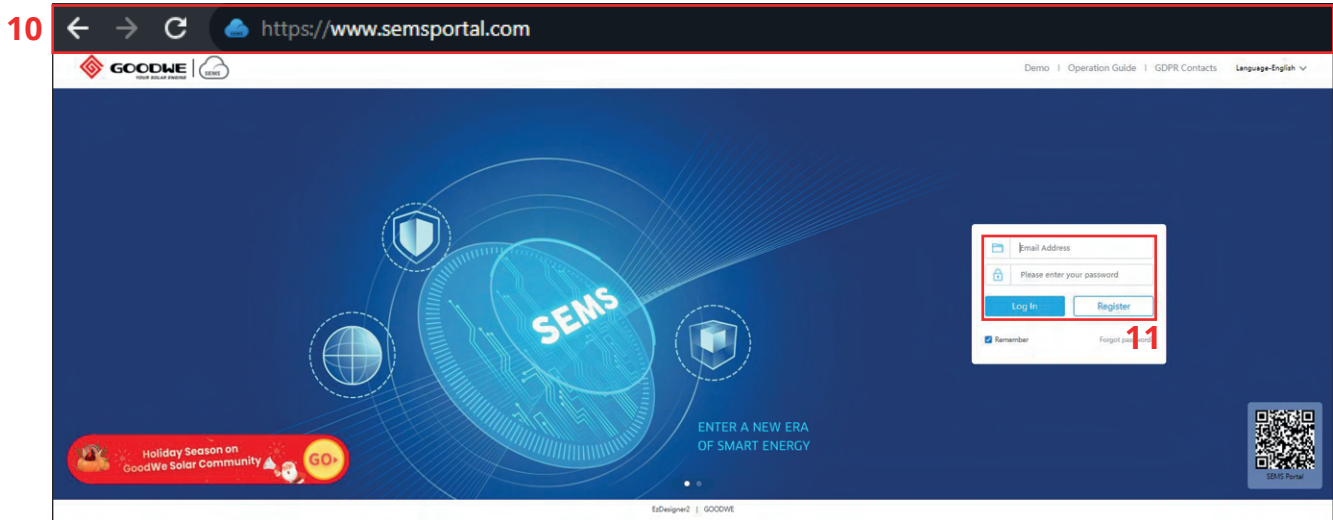 10
https://www.semsportal.com
GOODWE
YOUR SOLAR ENGINE
SEMS
Demo | Operation Guide | GDPR Contacts Language-English
SEMS
Email Address
Please enter your password
Log In Register
11
Remember Forgot password
ENTER A NEW ERA
OF SMART ENERGY
Holiday Season on
GoodWe Solar Community
GO
SEMS Portal
EzDesigner2 | GOODWE